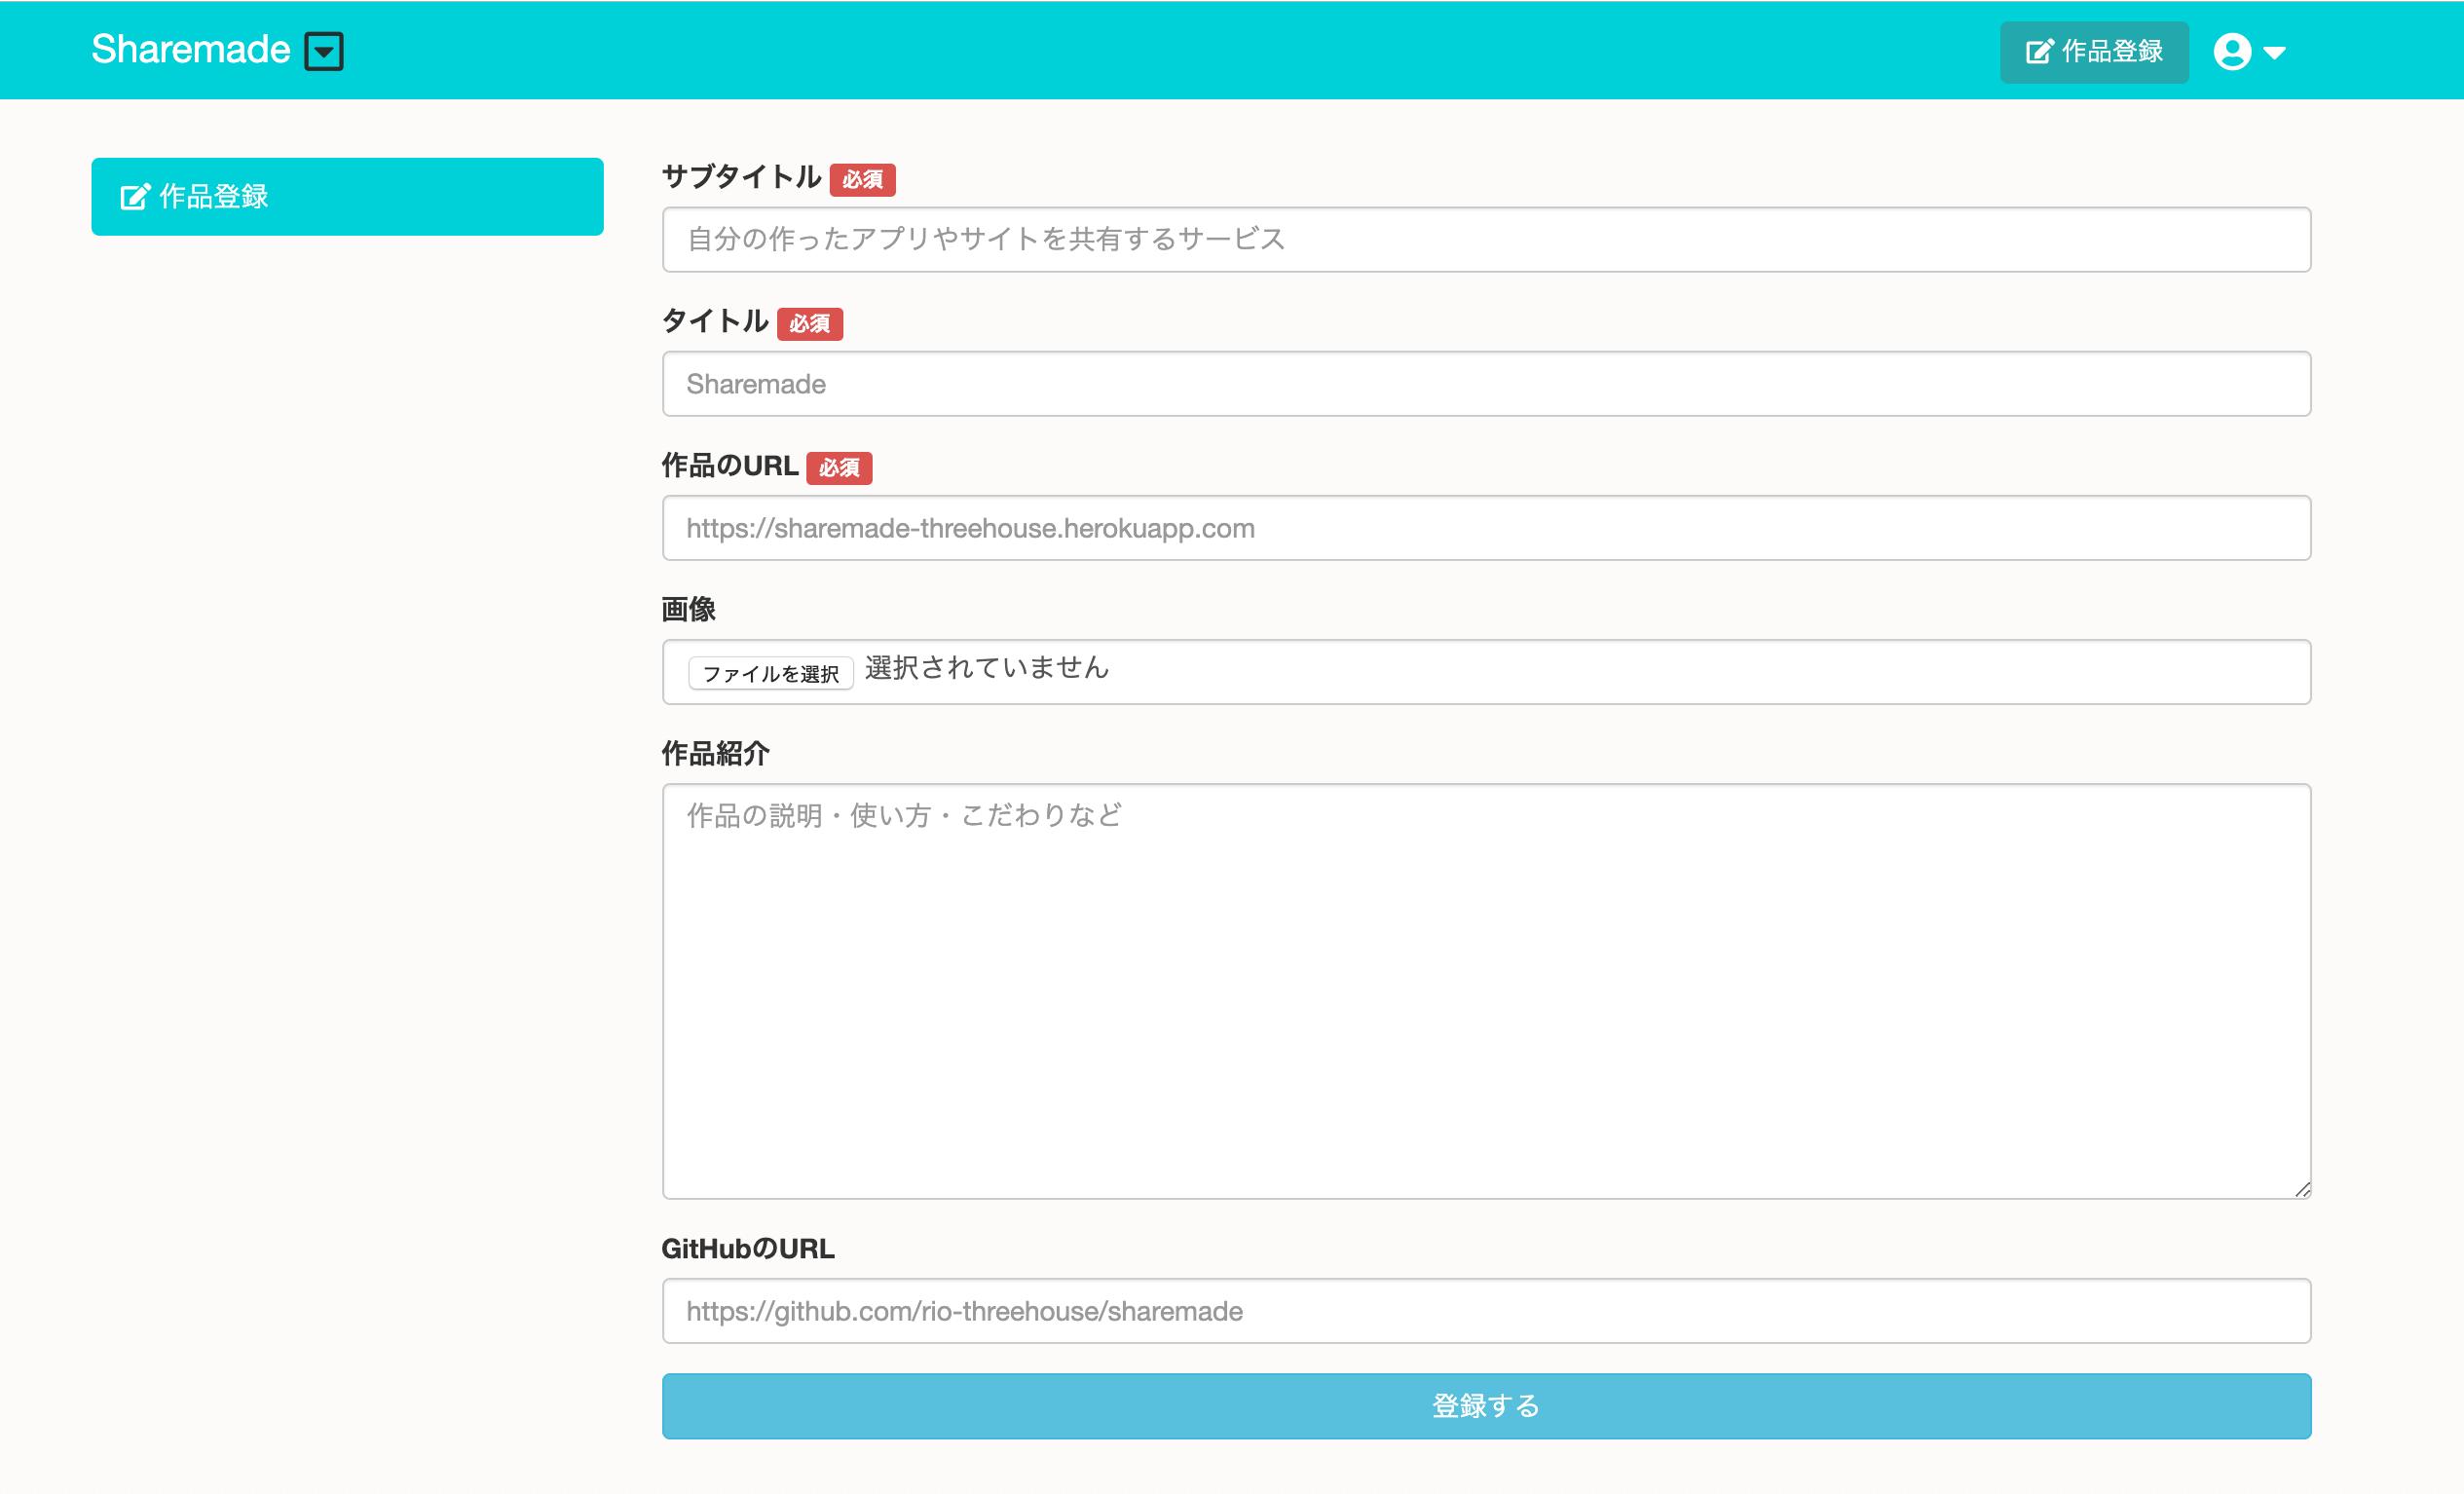 Sharemade
作品登録
作品登録
サブタイトル 必須
自分の作ったアプリやサイトを共有するサービス
タイトル 必須
Sharemade
作品のURL 必須
https://sharemade-threehouse.herokuapp.com
画像
ファイルを選択 選択されていません
作品紹介
作品の説明・使い方・こだわりなど
GitHubのURL
https://github.com/rio-threehouse/sharemade
登録する